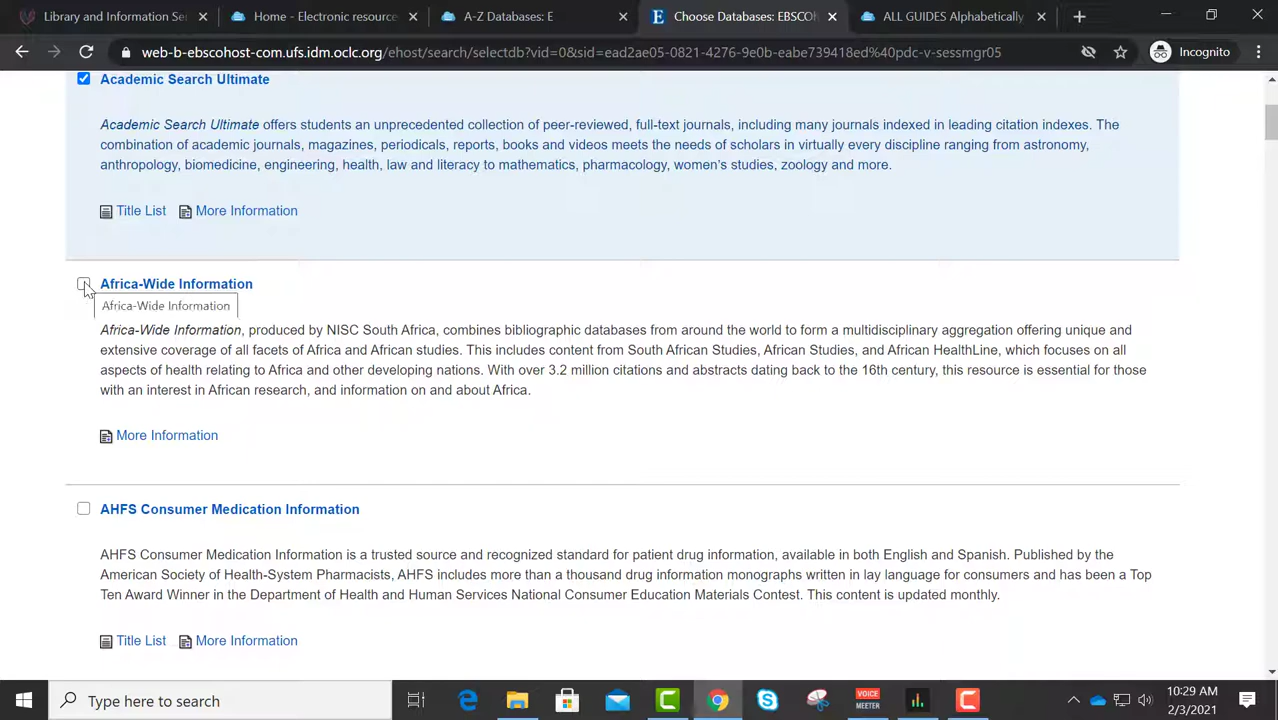 Library and Information Se
Home - Electronic resource
A-Z Databases: E
Choose Databases: EBSCOh
ALL GUIDES Alphabetically
web-b-ebscohost-com.ufs.idm.oclc.org/ehost/search/selectdb?vid=0&sid=ead2ae05-0821-4276-9e0b-eabe739418ed%40pdc-v-sessmgr05
Incognito
Academic Search Ultimate
Academic Search Ultimate offers students an unprecedented collection of peer-reviewed, full-text journals, including many journals indexed in leading citation indexes. The
combination of academic journals, magazines, periodicals, reports, books and videos meets the needs of scholars in virtually every discipline ranging from astronomy,
anthropology, biomedicine, engineering, health, law and literacy to mathematics, pharmacology, women's studies, zoology and more.
Title List More Information
Africa-Wide Information
Africa-Wide Information
Africa-Wide Information, produced by NISC South Africa, combines bibliographic databases from around the world to form a multidisciplinary aggregation offering unique and
extensive coverage of all facets of Africa and African studies. This includes content from South African Studies, African Studies, and African HealthLine, which focuses on all
aspects of health relating to Africa and other developing nations. With over 3.2 million citations and abstracts dating back to the 16th century, this resource is essential for those
with an interest in African research, and information on and about Africa.
More Information
AHFS Consumer Medication Information
AHFS Consumer Medication Information is a trusted source and recognized standard for patient drug information, available in both English and Spanish. Published by the
American Society of Health-System Pharmacists, AHFS includes more than a thousand drug information monographs written in lay language for consumers and has been a Top
Ten Award Winner in the Department of Health and Human Services National Consumer Education Materials Contest. This content is updated monthly.
Title List More Information
Type here to search
VOICE
MEETER
10:29 AM
2/3/2021